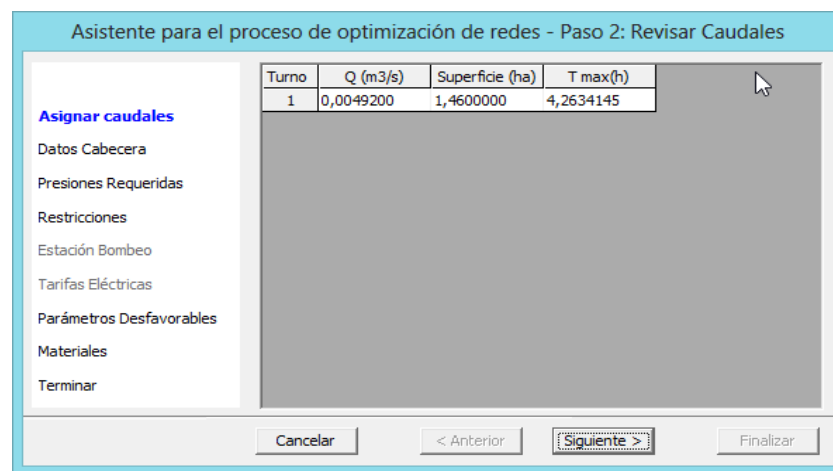 Asistente para el proceso de optimización de redes - Paso 2: Revisar Caudales
Asignar caudales
Datos Cabecera
Presiones Requeridas
Restricciones
Estación Bombeo
Tarifas Eléctricas
Parámetros Desfavorables
Materiales
Terminar
Turno Q (m3/s) Superficie (ha) T max(h)
1 0,0049200 1,4600000 4,2634145
Cancelar < Anterior Siguiente > Finalizar